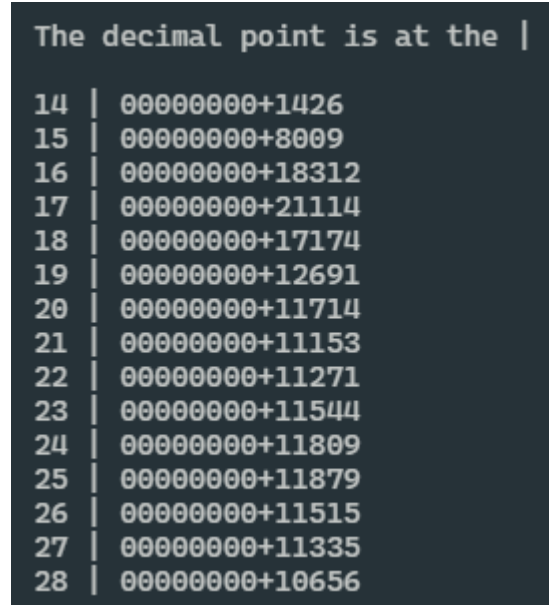 The decimal point is at the |
14 | 00000000+1426
15 | 00000000+8009
16 | 00000000+18312
17 | 00000000+21114
18 | 00000000+17174
19 | 00000000+12691
20 | 00000000+11714
21 | 00000000+11153
22 | 00000000+11271
23 | 00000000+11544
24 | 00000000+11809
25 | 00000000+11879
26 | 00000000+11515
27 | 00000000+11335
28 | 00000000+10656